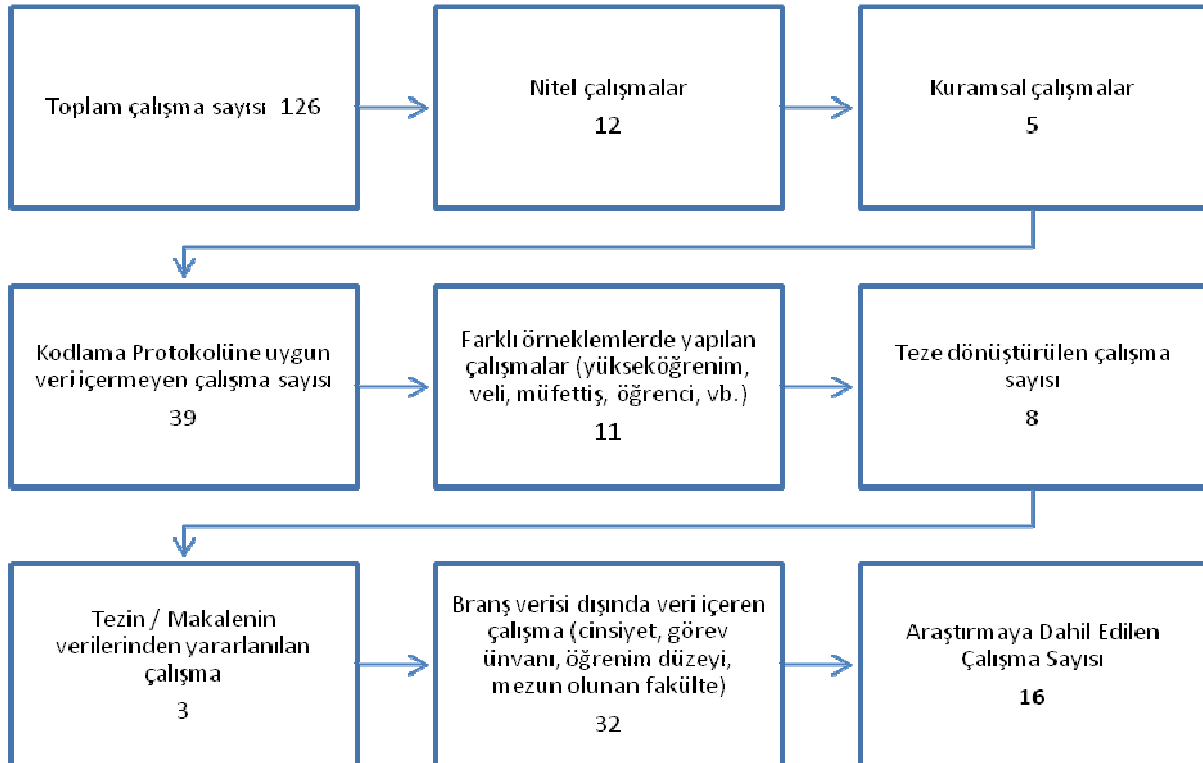 Toplam çalışma sayısı 126
Nitel çalışmalar
12
Kuramsal çalışmalar
5
Kodlama Protokolüne uygun
veri içermeyen çalışma sayısı
39
Farklı örneklemlerde yapılan
çalışmalar (yükseköğrenim,
veli, müfettiş, öğrenci, vb.)
11
Teze dönüştürülen çalışma
sayısı
8
Tezin / Makalenin
verilerinden yararlanılan
çalışma
3
Branş verisi dışında veri içeren
çalışma (cinsiyet, görev
ünvanı, öğrenim düzeyi,
mezun olunan fakülte)
32
Araştırmaya Dahil Edilen
Çalışma Sayısı
16